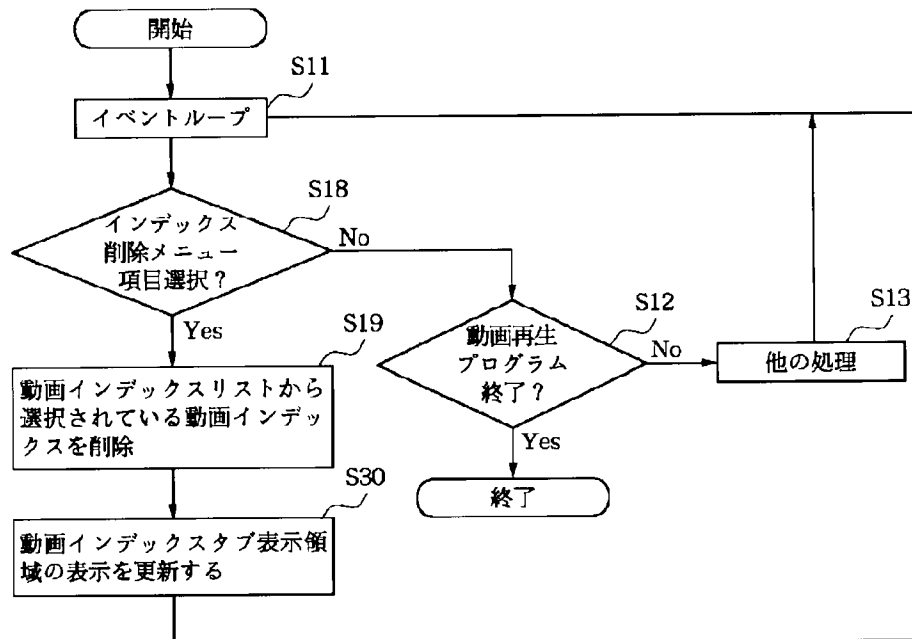 開始
S11
イベントループ
S18
インデックス
削除メニュー
項目選択?
No
Yes
S12
動画再生
プログラム
終了?
No
Yes
S13
他の処理
S19
動画インデックスリストから
選択されている動画インデッ
クスを削除
終了
S30
動画インデックスタブ表示領
域の表示を更新する